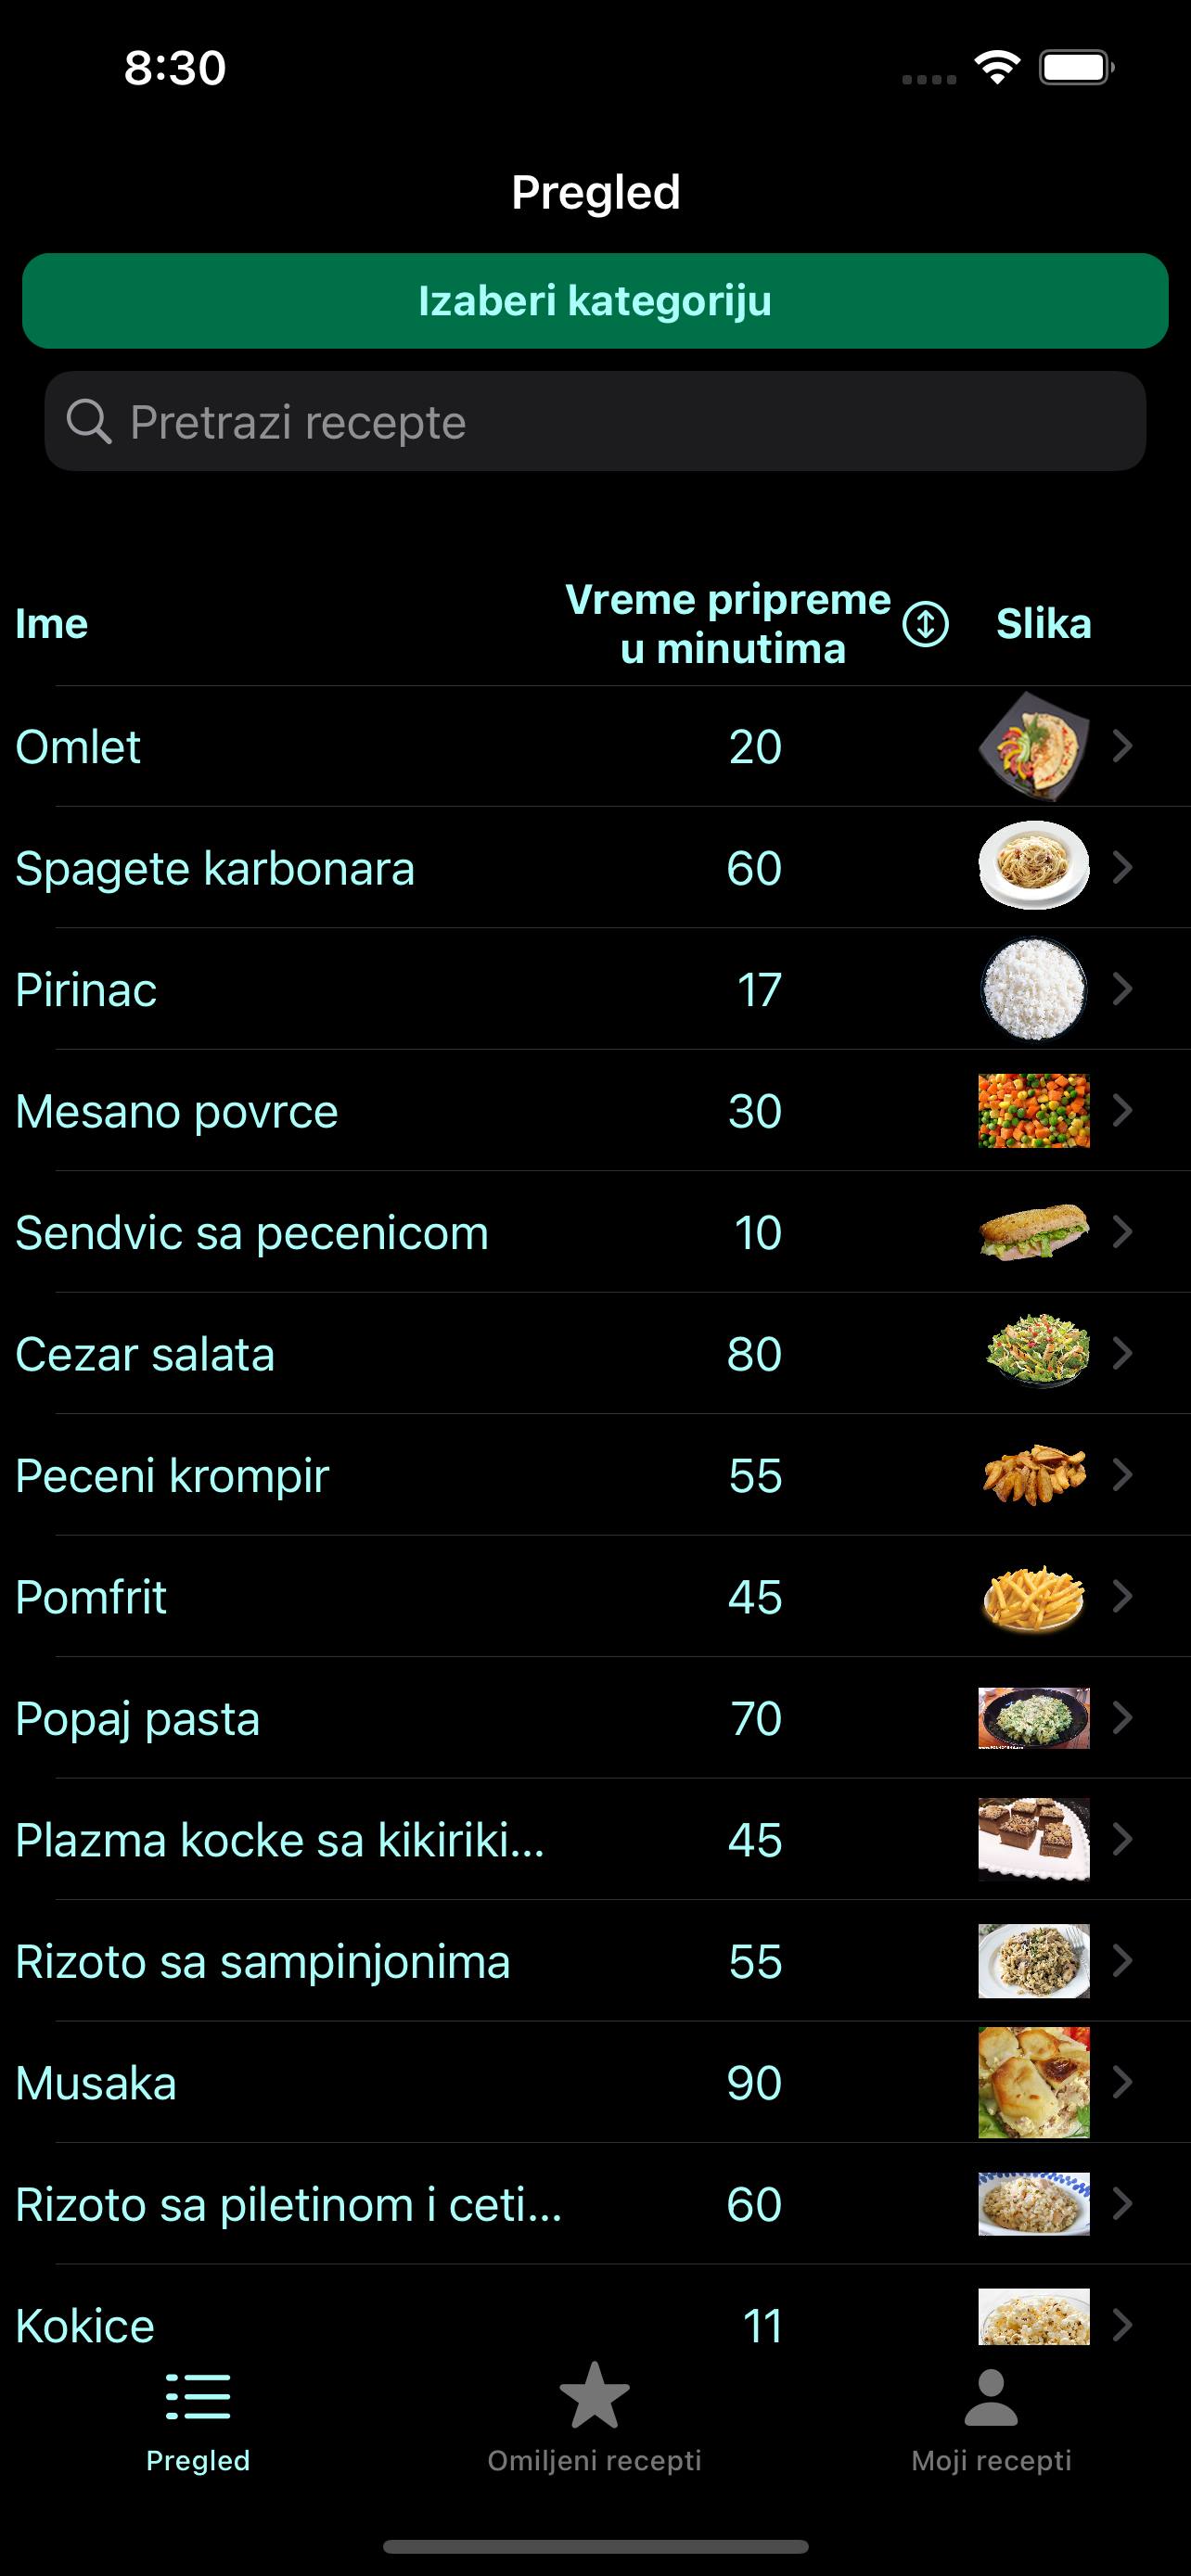 8:30
Pregled
Izaberi kategoriju
Pretrazi recepte
Ime
Vreme pripreme
u minutima
Slika
Omlet 20
Spagete karbonara 60
Pirinac 17
Mesano povrce 30
Sendvic sa pecenicom 10
Cezar salata 80
Peceni krompir 55
Pomfrit 45
Popaj pasta 70
Plazma kocke sa kikiriki... 45
Rizoto sa sampinjonima 55
Musaka 90
Rizoto sa piletinom i ceti... 60
Kokice 11
Pregled
Omiljeni recepti
Moji recepti